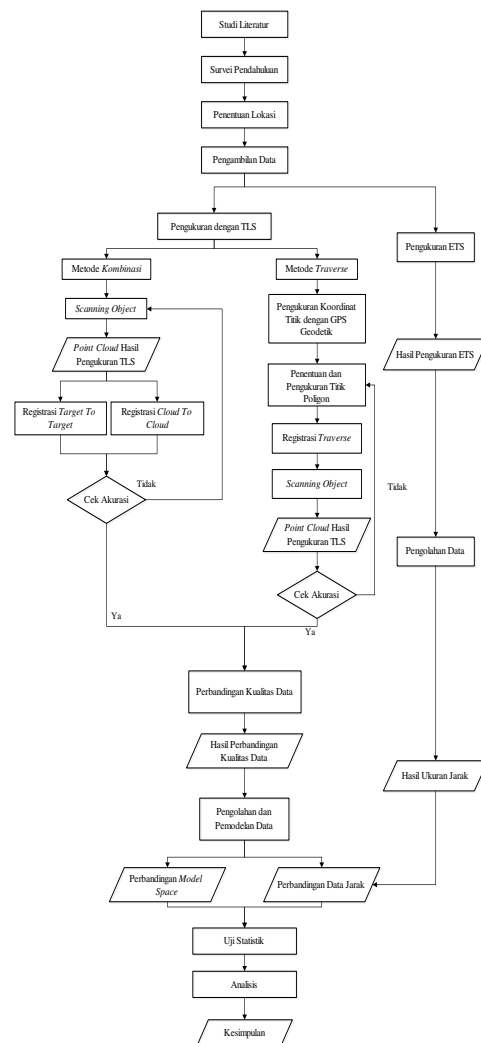 Studi Literatur
Survei Pendahuluan
Penentuan Lokasi
Pengambilan Data
Pengukuran dengan TLS
Pengukuran ETS
Metode Kombinasi
Metode Traverse
Scanning Object
Pengukuran Koordinat
Titik dengan GPS
Geodetik
Point Cloud Hasil
Pengukuran TLS
Hasil Pengukuran ETS
Penentuan dan
Pengukuran Titik
Poligon
Registrasi Target To
Target
Registrasi Cloud To
Cloud
Registrasi Traverse
Tidak
Cek Akurasi
Scanning Object
Tidak
Point Cloud Hasil
Pengukuran TLS
Pengolahan Data
Cek Akurasi
Ya
Ya
Perbandingan Kualitas Data
Hasil Perbandingan
Kualitas Data
Hasil Ukuran Jarak
Pengolahan dan
Pemodelan Data
Perbandingan Model
Space
Perbandingan Data Jarak
Uji Statistik
Analisis
Kesimpulan